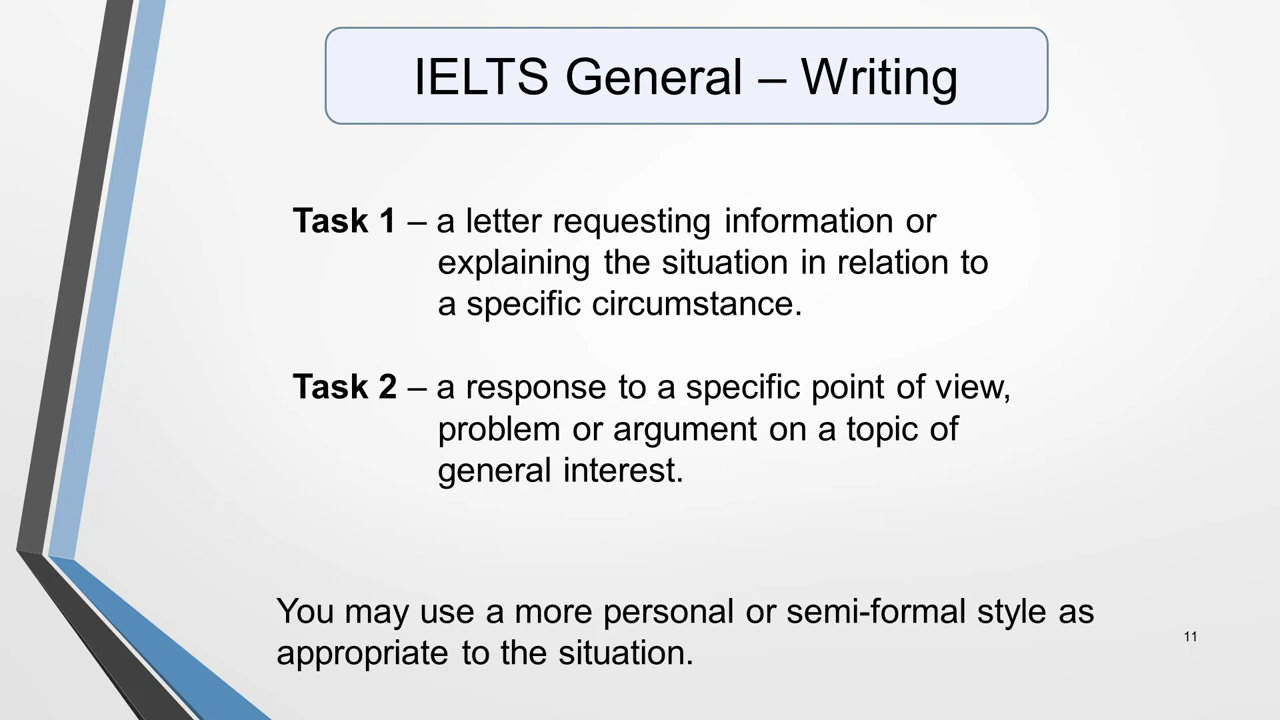 IELTS General – Writing
Task 1 – a letter requesting information or
explaining the situation in relation to
a specific circumstance.
Task 2 – a response to a specific point of view,
problem or argument on a topic of
general interest.
You may use a more personal or semi-formal style as
appropriate to the situation.
11